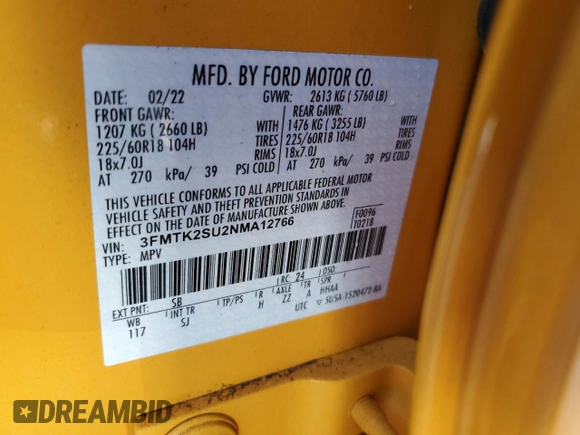 MFD. BY FORD MOTOR CO.
DATE: 02/22 GVWR: 2613 KG ( 5760 LB)
FRONT GAWR: REAR GAWR:
1207 KG ( 2660 LB) WITH 1476 KG ( 3255 LB) WITH
225/60R18 104H TIRES 225/60R18 104H TIRES
18x7.0J RIMS 18x7.0J RIMS
AT 270 kPa/ 39 PSI COLD AT 270 kPa/ 39 PSI COLD
THIS VEHICLE CONFORMS TO ALL APPLICABLE FEDERAL MOTOR
VEHICLE SAFETY AND THEFT PREVENTION STANDARDS IN
EFFECT ON THE DATE OF MANUFACTURE SHOWN ABOVE.
VIN: 3FMTK2SU2NMA12766 F0096
TYPE: MPV T0218
EXT PNT: SB RC: 24 DSO:
WB INT TR TP/PS R AXLE TR SPR
117 SJ H ZZ A HHAA
UTC ▽ 5USA-1520472-BA
DREAMBID